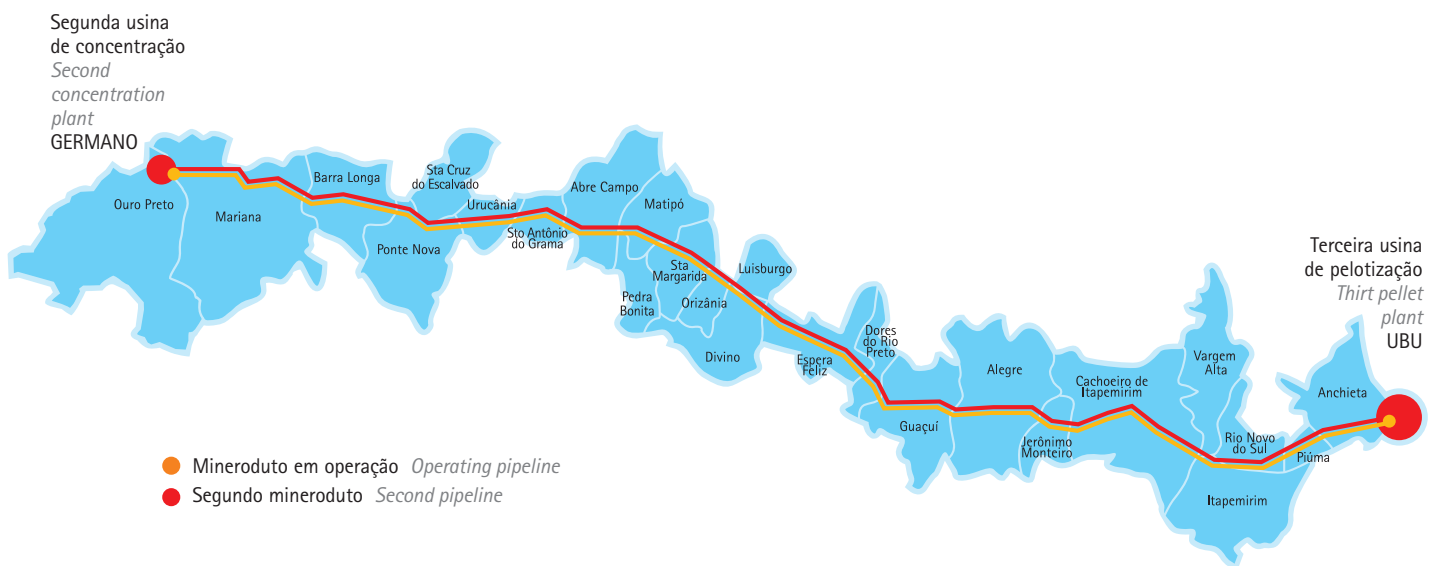 Segunda usina
de concentração
Second
concentration
plant
GERMANO
Ouro Preto
Mariana
Barra Longa
Sta Cruz
do Escalvado
Ponte Nova
Urucânia
Sto Antônio
do Grama
Abre Campo
Matipó
Sta
Margarida
Pedra
Bonita
Orizânia
Luisburgo
Divino
Espera
Feliz
Dores
do Rio
Preto
Guaçuí
Alegre
Jerônimo
Monteiro
Cachoeiro de
Itapemirim
Vargem
Alta
Rio Novo
do Sul
Itapemirim
Piúma
Anchieta
Terceira usina
de pelotização
Thirt pellet
plant
UBU
Mineroduto em operação Operating pipeline
Segundo mineroduto Second pipeline